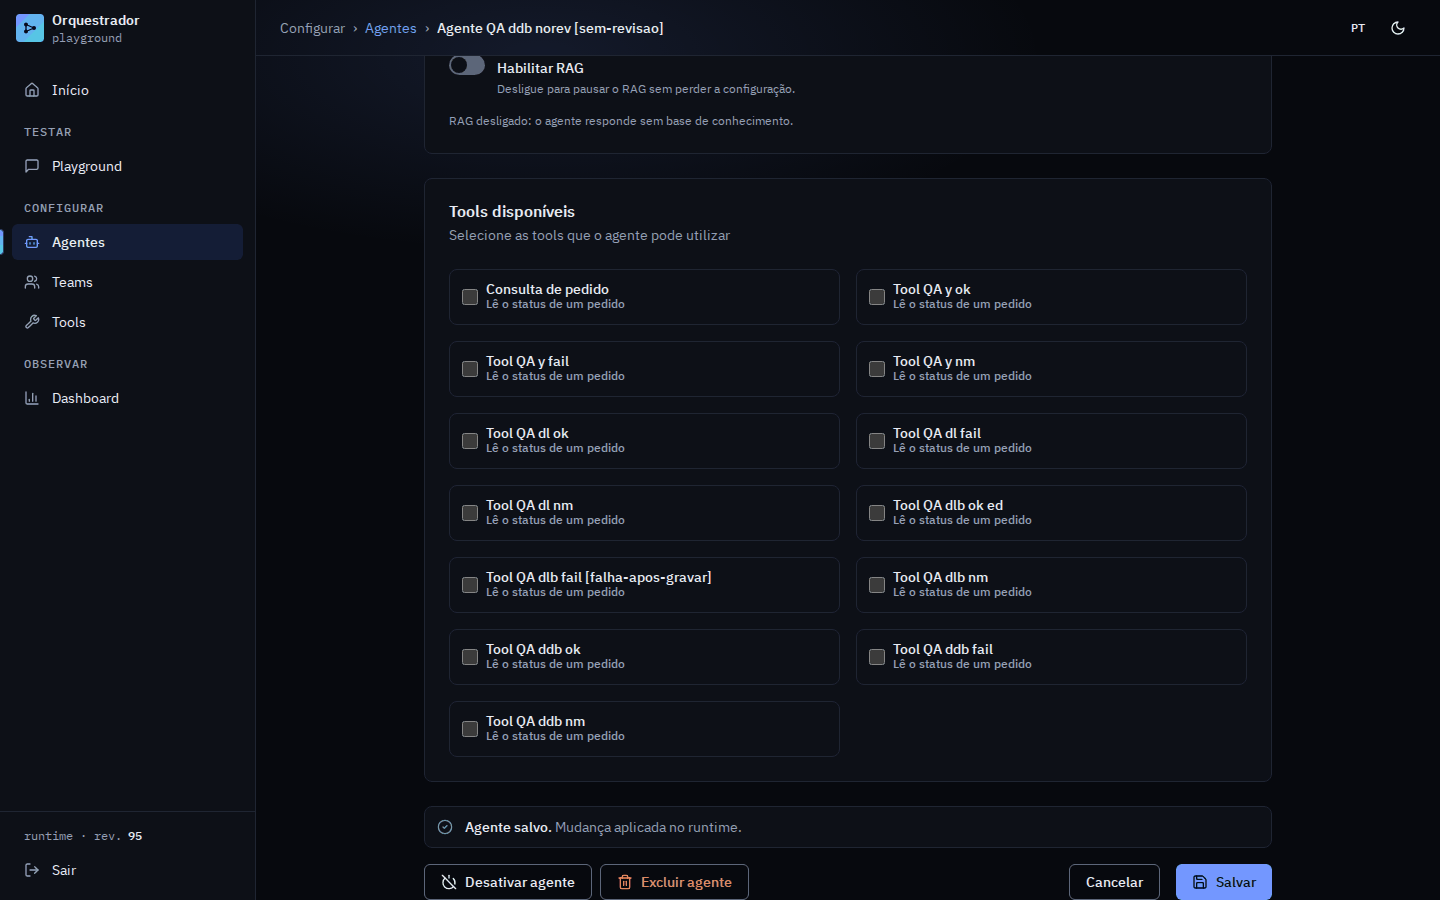 Orquestrador
playground
Início
TESTAR
Playground
CONFIGURAR
Agentes
Teams
Tools
OBSERVAR
Dashboard
runtime · rev. 95
Sair
Configurar › Agentes › Agente QA ddb norev [sem-revisao]
PT
Habilitar RAG
Desligue para pausar o RAG sem perder a configuração.
RAG desligado: o agente responde sem base de conhecimento.
Tools disponíveis
Selecione as tools que o agente pode utilizar
Consulta de pedido
Lê o status de um pedido
Tool QA y ok
Lê o status de um pedido
Tool QA y fail
Lê o status de um pedido
Tool QA y nm
Lê o status de um pedido
Tool QA dl ok
Lê o status de um pedido
Tool QA dl fail
Lê o status de um pedido
Tool QA dl nm
Lê o status de um pedido
Tool QA dlb ok ed
Lê o status de um pedido
Tool QA dlb fail [falha-apos-gravar]
Lê o status de um pedido
Tool QA dlb nm
Lê o status de um pedido
Tool QA ddb ok
Lê o status de um pedido
Tool QA ddb fail
Lê o status de um pedido
Tool QA ddb nm
Lê o status de um pedido
Agente salvo. Mudança aplicada no runtime.
Desativar agente
Excluir agente
Cancelar
Salvar